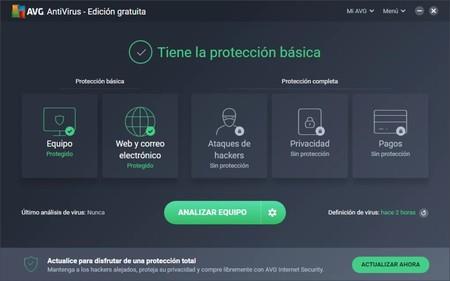 AVG AntiVirus - Edición gratuita
Mi AVG
Menú
Tiene la protección básica
Protección básica
Protección completa
Equipo
Protegido
Web y correo
electrónico
Protegido
Ataques de
hackers
Sin protección
Privacidad
Sin protección
Pagos
Sin protección
Último análisis de virus: Nunca
ANALIZAR EQUIPO
Definición de virus: hace 2 horas
Actualice para disfrutar de una protección total
Mantenga a los hackers alejados, proteja su privacidad y compre libremente con AVG Internet Security.
ACTUALIZAR AHORA